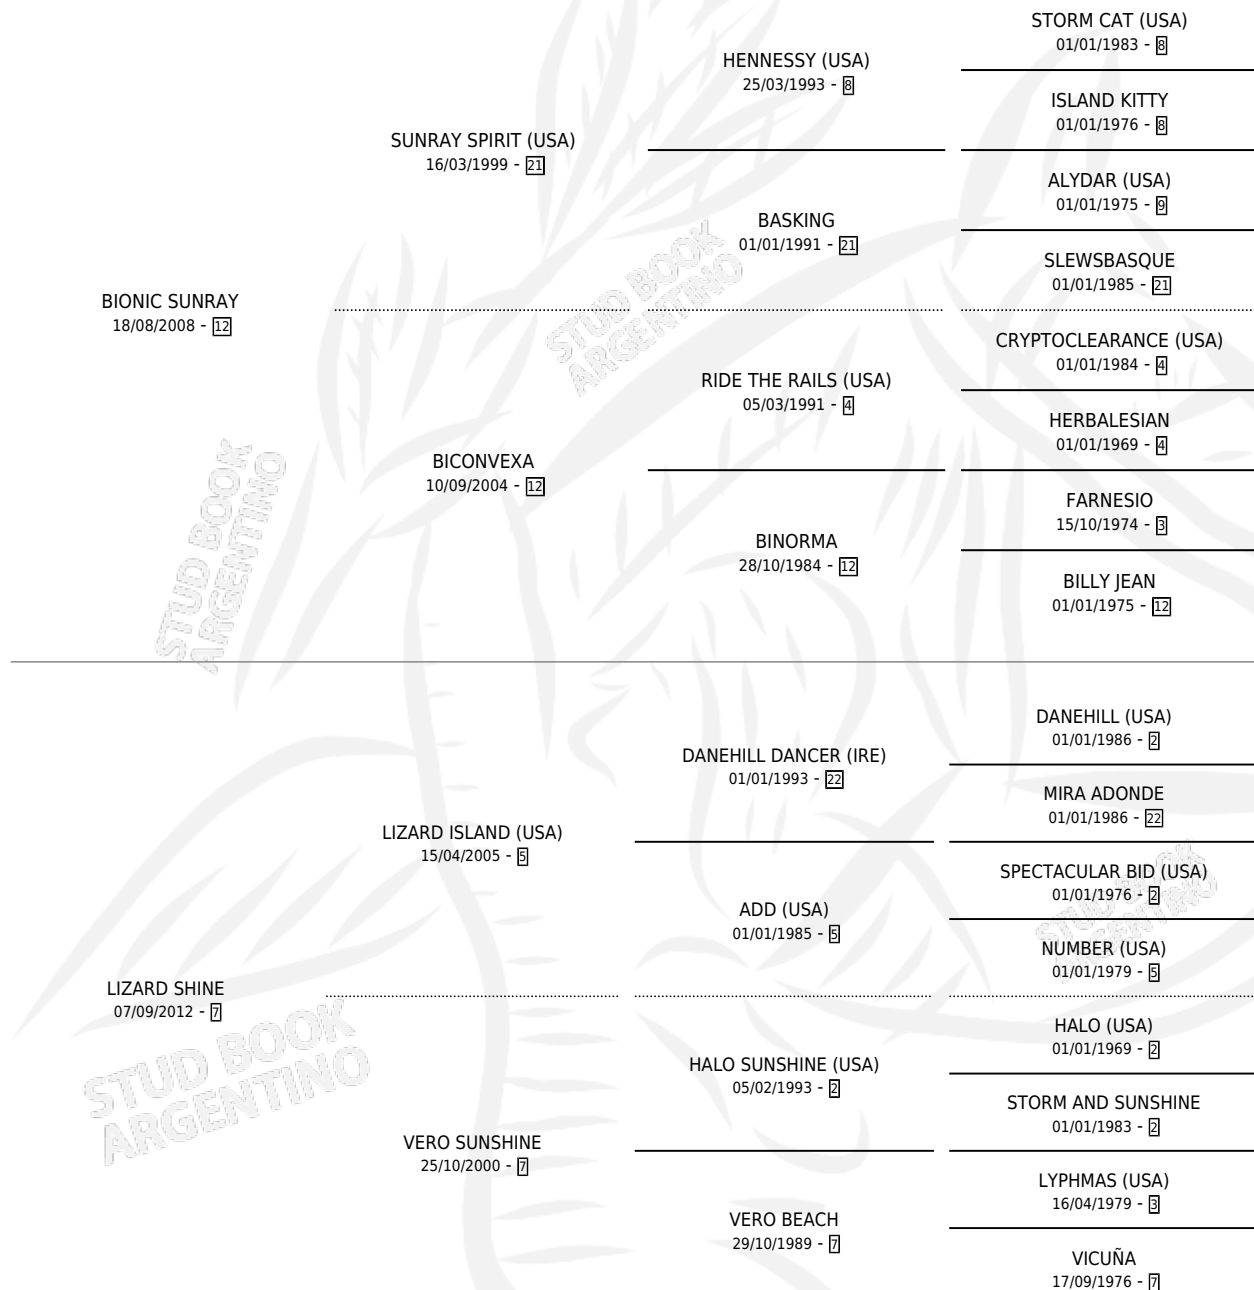 STORM CAT (USA)
01/01/1983 - 8
HENNESSY (USA)
25/03/1993 - 8
ISLAND KITTY
01/01/1976 - 8
SUNRAY SPIRIT (USA)
16/03/1999 - 21
ALYDAR (USA)
01/01/1975 - 9
BASKING
01/01/1991 - 21
SLEWSBASQUE
01/01/1985 - 21
BIONIC SUNRAY
18/08/2008 - 12
CRYPTOCLEARANCE (USA)
01/01/1984 - 4
RIDE THE RAILS (USA)
05/03/1991 - 4
HERBALESIAN
01/01/1969 - 4
BICONVEXA
10/09/2004 - 12
FARNESIO
15/10/1974 - 3
BINORMA
28/10/1984 - 12
BILLY JEAN
01/01/1975 - 12
STUD BOOK
ARGENTINO
STUD BOOK
ARGENTINO
DANEHILL (USA)
01/01/1986 - 2
DANEHILL DANCER (IRE)
01/01/1993 - 22
MIRA ADONDE
01/01/1986 - 22
LIZARD ISLAND (USA)
15/04/2005 - 5
SPECTACULAR BID (USA)
01/01/1976 - 2
ADD (USA)
01/01/1985 - 5
NUMBER (USA)
01/01/1979 - 5
LIZARD SHINE
07/09/2012 - 7
HALO (USA)
01/01/1969 - 2
HALO SUNSHINE (USA)
05/02/1993 - 2
STORM AND SUNSHINE
01/01/1983 - 2
VERO SUNSHINE
25/10/2000 - 7
LYPHMAS (USA)
16/04/1979 - 3
VERO BEACH
29/10/1989 - 7
VICUÑA
17/09/1976 - 7
STUD BOOK
ARGENTINO
STUD BOOK
ARGENTINO